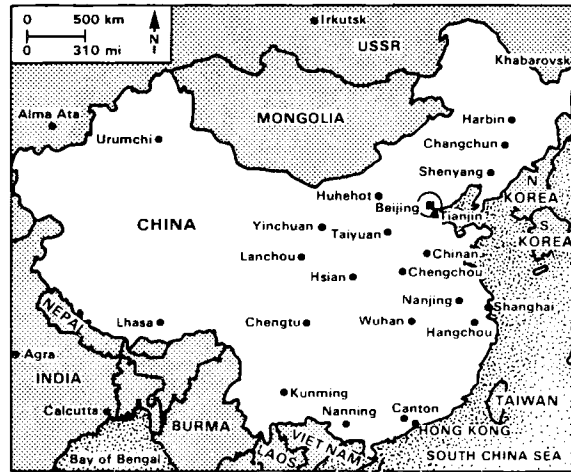 0 500 km
0 310 mi
N
Irkutsk
USSR
Khabarovsk
Alma Ata
Urumchi
MONGOLIA
Harbin
Changchun
Shenyang
Huhehot
Beijing
Tianjin
N
KOREA
CHINA
Yinchuan
Taiyuan
S
KOREA
Lanchou
Chinan
Hsian
Chengchou
NEPAL
Nanjing
Shanghai
Lhasa
Chengtu
Wuhan
Hangchou
Agra
INDIA
Kunming
TAIWAN
Calcutta
BURMA
Nanning
Canton
HONG KONG
VIET NAM
LAOS
Bay of Bengal
SOUTH CHINA SEA